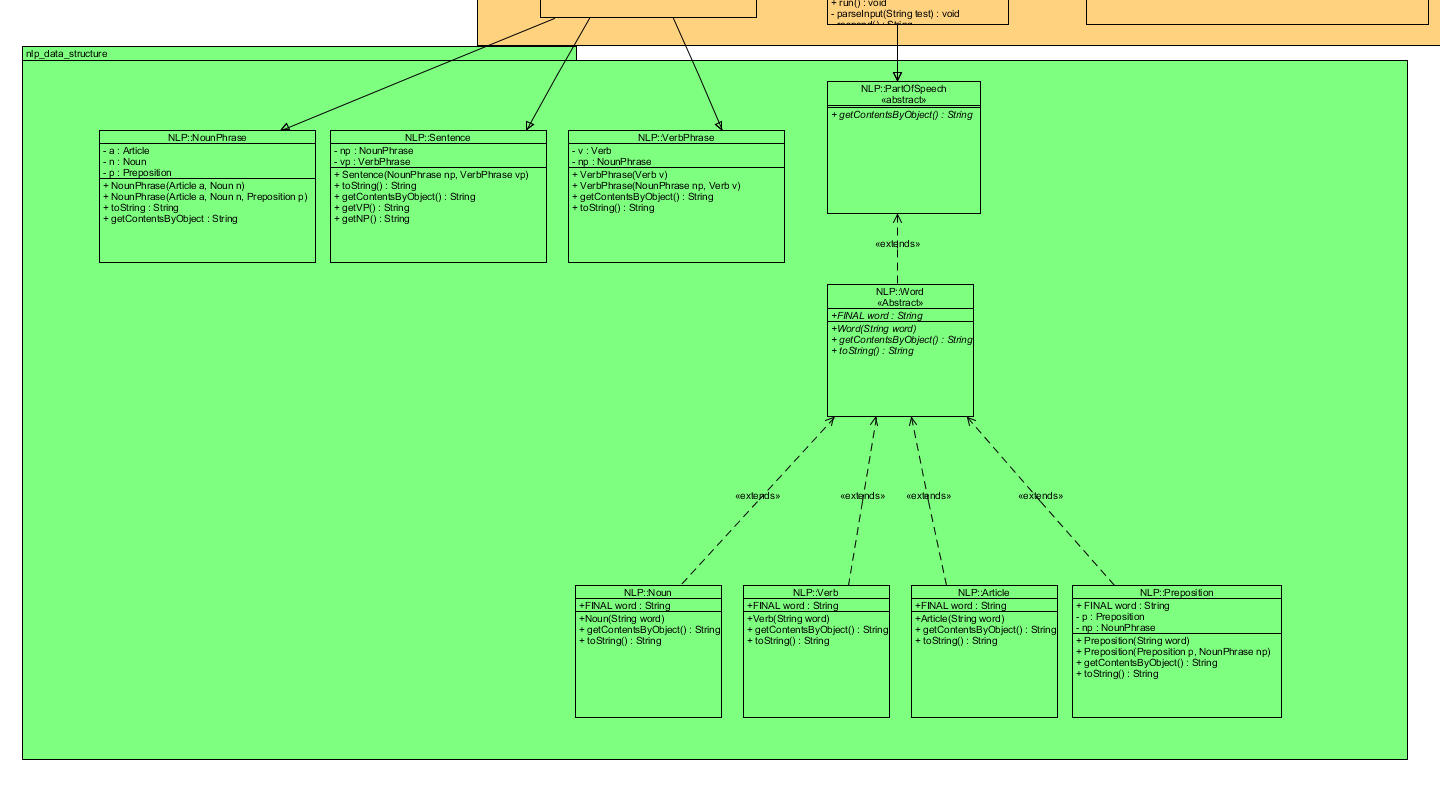 + run() : void
- parseInput(String test) : void
nlp_data_structure
NLP::PartOfSpeech
«abstract»
+ getContentsByObject() : String
NLP::NounPhrase
- a : Article
- n : Noun
- p : Preposition
+ NounPhrase(Article a, Noun n)
+ NounPhrase(Article a, Noun n, Preposition p)
+ toString : String
+ getContentsByObject : String
NLP::Sentence
- np : NounPhrase
- vp : VerbPhrase
+ Sentence(NounPhrase np, VerbPhrase vp)
+ toString() : String
+ getContentsByObject() : String
+ getVP() : String
+ getNP() : String
NLP::VerbPhrase
- v : Verb
- np : NounPhrase
+ VerbPhrase(Verb v)
+ VerbPhrase(NounPhrase np, Verb v)
+ getContentsByObject() : String
+ toString() : String
«extends»
NLP::Word
«Abstract»
+FINAL word : String
+Word(String word)
+ getContentsByObject() : String
+ toString() : String
«extends»
«extends»
«extends»
«extends»
NLP::Noun
+FINAL word : String
+Noun(String word)
+ getContentsByObject() : String
+ toString() : String
NLP::Verb
+FINAL word : String
+Verb(String word)
+ getContentsByObject() : String
+ toString() : String
NLP::Article
+FINAL word : String
+Article(String word)
+ getContentsByObject() : String
+ toString() : String
NLP::Preposition
+ FINAL word : String
- p : Preposition
- np : NounPhrase
+ Preposition(String word)
+ Preposition(Preposition p, NounPhrase np)
+ getContentsByObject() : String
+ toString() : String